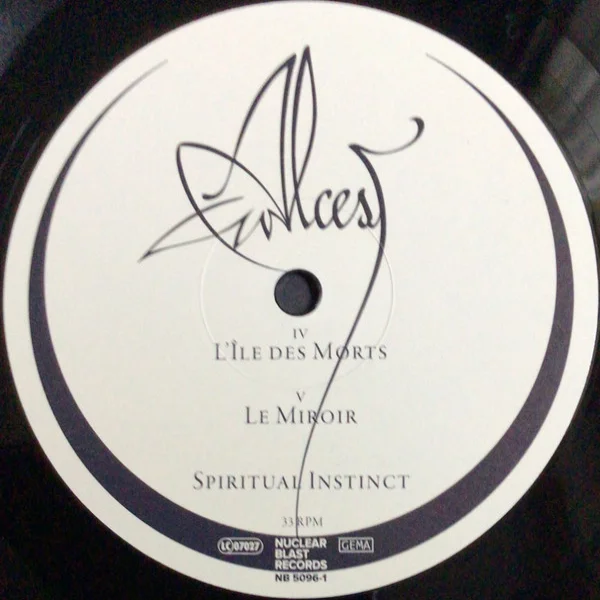 Alcest
IV
L'Île des Morts
V
Le Miroir
Spiritual Instinct
33 RPM
LC 07027
NUCLEAR
BLAST
RECORDS
GEMA
NB 5096-1